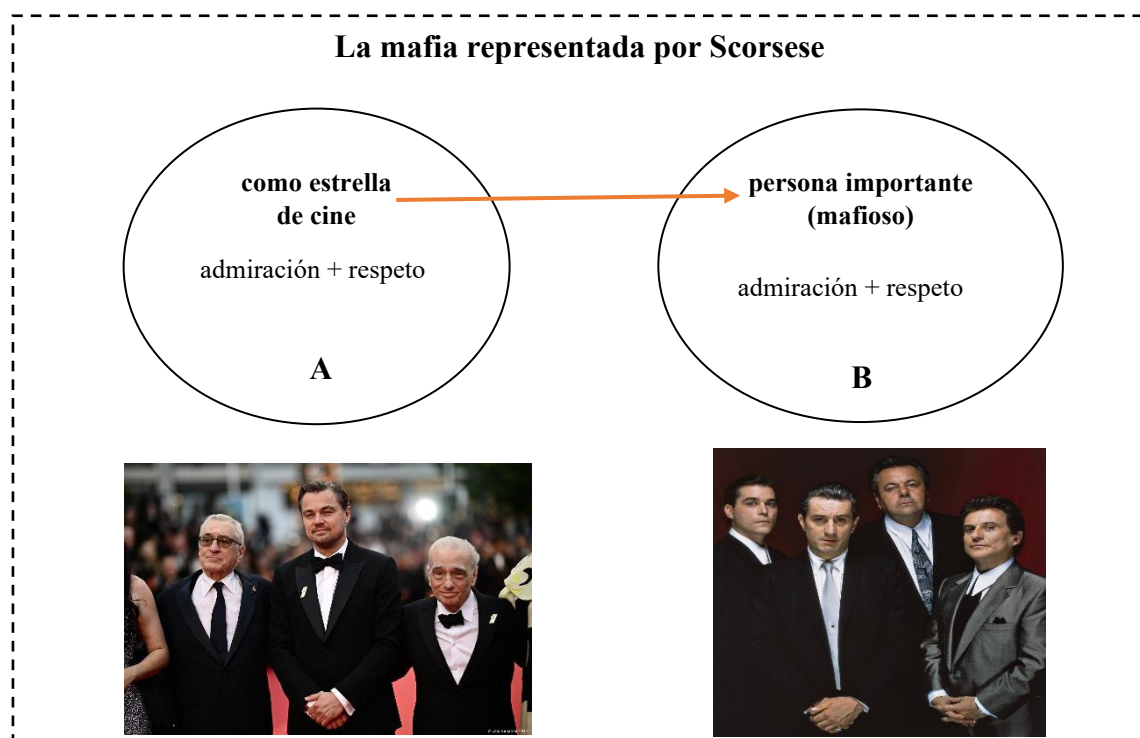 La mafia representada por Scorsese
como estrella
de cine
admiración + respeto
A
persona importante
(mafioso)
admiración + respeto
B